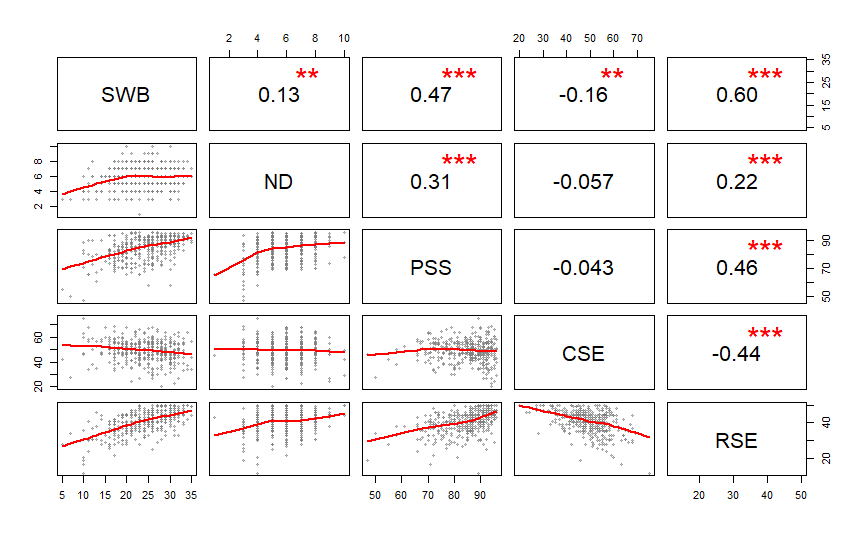 2 4 6 8 10 20 30 40 50 60 70
SWB 0.13 ** 0.47 *** -0.16 ** 0.60 *** 5 15 25 35
2 4 6 8 ND 0.31 *** -0.057 0.22 ***
PSS -0.043 0.46 *** 50 70 90
20 40 60 CSE -0.44 ***
RSE 20 40
5 10 15 20 25 30 35 50 60 70 80 90 20 30 40 50